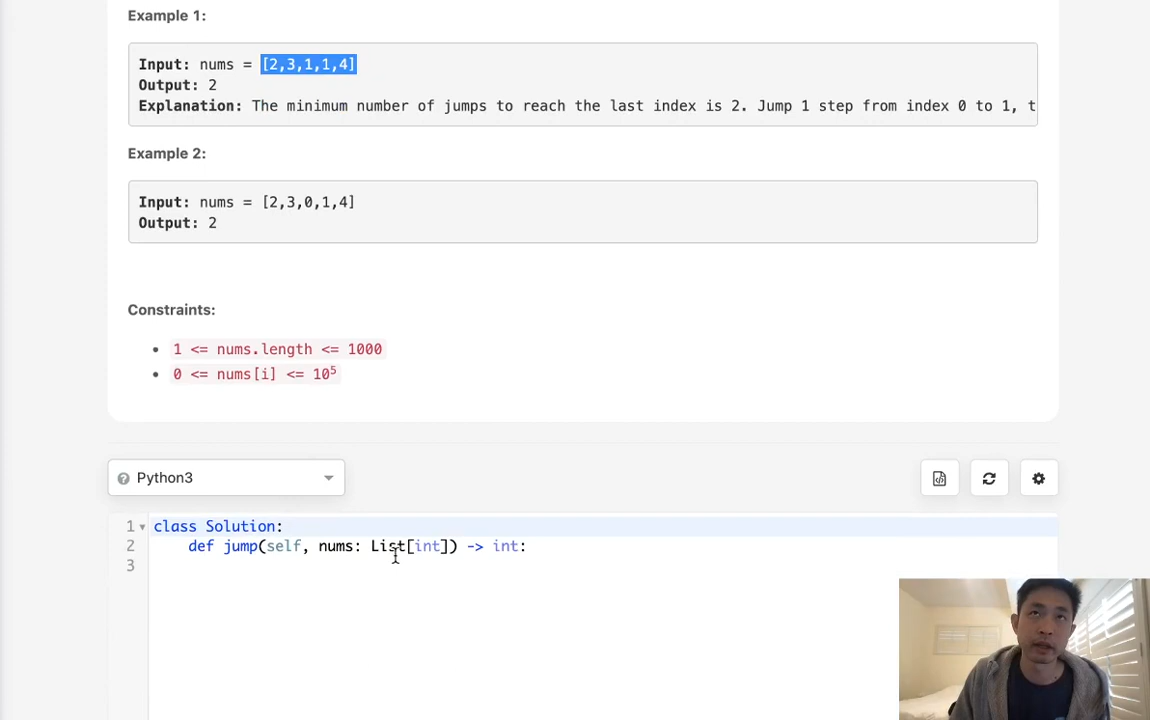 Example 1:
Input: nums = [2,3,1,1,4]
Output: 2
Explanation: The minimum number of jumps to reach the last index is 2. Jump 1 step from index 0 to 1, t
Example 2:
Input: nums = [2,3,0,1,4]
Output: 2
Constraints:
• 1 <= nums.length <= 1000
• 0 <= nums[i] <= 10⁵
Python3
1 class Solution:
2 def jump(self, nums: List[int]) -> int:
3